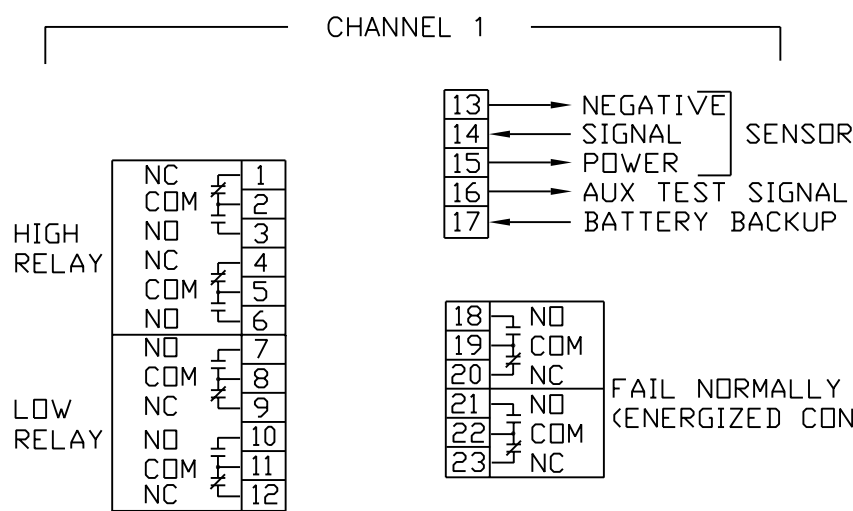 CHANNEL 1
HIGH RELAY
NC 1
COM 2
NO 3
NC 4
COM 5
NO 6
LOW RELAY
NO 7
COM 8
NC 9
NO 10
COM 11
NC 12
13 NEGATIVE
14 SIGNAL
15 POWER
SENSOR
16 AUX TEST SIGNAL
17 BATTERY BACKUP
18 NO
19 COM
20 NC
21 NO
22 COM
23 NC
FAIL NORMALLY
(ENERGIZED CON